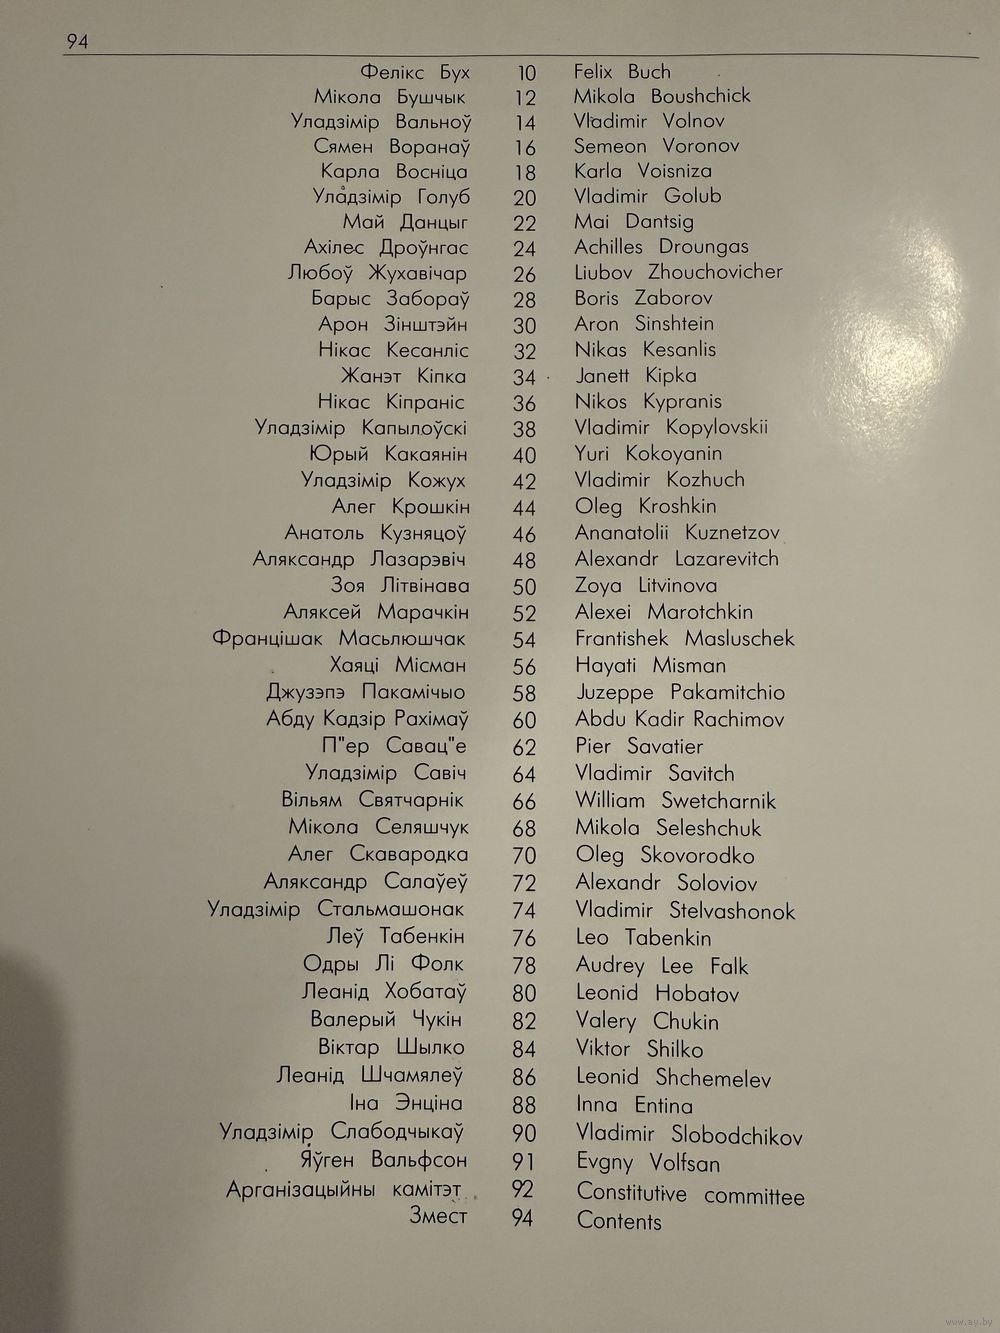 94
Фелікс Бух 10 Felix Buch
Мікола Бушчык 12 Mikola Boushchick
Уладзімір Вальноў 14 Vladimir Volnov
Сямен Воранаў 16 Semeon Voronov
Карла Восніца 18 Karla Voisniza
Уладзімір Голуб 20 Vladimir Golub
Май Данцыг 22 Mai Dantsig
Ахілес Дроўнгас 24 Achilles Droungas
Любоў Жухавічар 26 Liubov Zhouchovicher
Барыс Забораў 28 Boris Zaborov
Арон Зінштэйн 30 Aron Sinshtein
Нікас Кесанліс 32 Nikas Kesanlis
Жанэт Кіпка 34 Janett Kipka
Нікас Кіпраніс 36 Nikos Kypranis
Уладзімір Капылоўскі 38 Vladimir Kopylovskii
Юрый Какаянін 40 Yuri Kokoyanin
Уладзімір Кожух 42 Vladimir Kozhuch
Алег Крошкін 44 Oleg Kroshkin
Анатоль Кузняцоў 46 Ananatolii Kuznetzov
Аляксандр Лазарэвіч 48 Alexandr Lazarevitch
Зоя Літвінава 50 Zoya Litvinova
Аляксей Марачкін 52 Alexei Marotchkin
Францішак Масьлюшчак 54 Frantishek Masluschek
Хаяці Місман 56 Hayati Misman
Джузэпэ Пакамічыо 58 Juzeppe Pakamitchio
Абду Кадзір Рахімаў 60 Abdu Kadir Rachimov
П"ер Савац"е 62 Pier Savatier
Уладзімір Савіч 64 Vladimir Savitch
Вільям Святчарнік 66 William Swetcharnik
Мікола Селяшчук 68 Mikola Seleshchuk
Алег Скавародка 70 Oleg Skovorodko
Аляксандр Салаўеў 72 Alexandr Soloviov
Уладзімір Стальмашонак 74 Vladimir Stelvashonok
Леў Табенкін 76 Leo Tabenkin
Одры Лі Фолк 78 Audrey Lee Falk
Леанід Хобатаў 80 Leonid Hobatov
Валерый Чукін 82 Valery Chukin
Віктар Шылко 84 Viktor Shilko
Леанід Шчамялеў 86 Leonid Shchemelev
Іна Энціна 88 Inna Entina
Уладзімір Слабодчыкаў 90 Vladimir Slobodchikov
Яўген Вальфсон 91 Evgny Volfsan
Арганізацыйны камітэт 92 Constitutive committee
Змест 94 Contents
www.ay.by